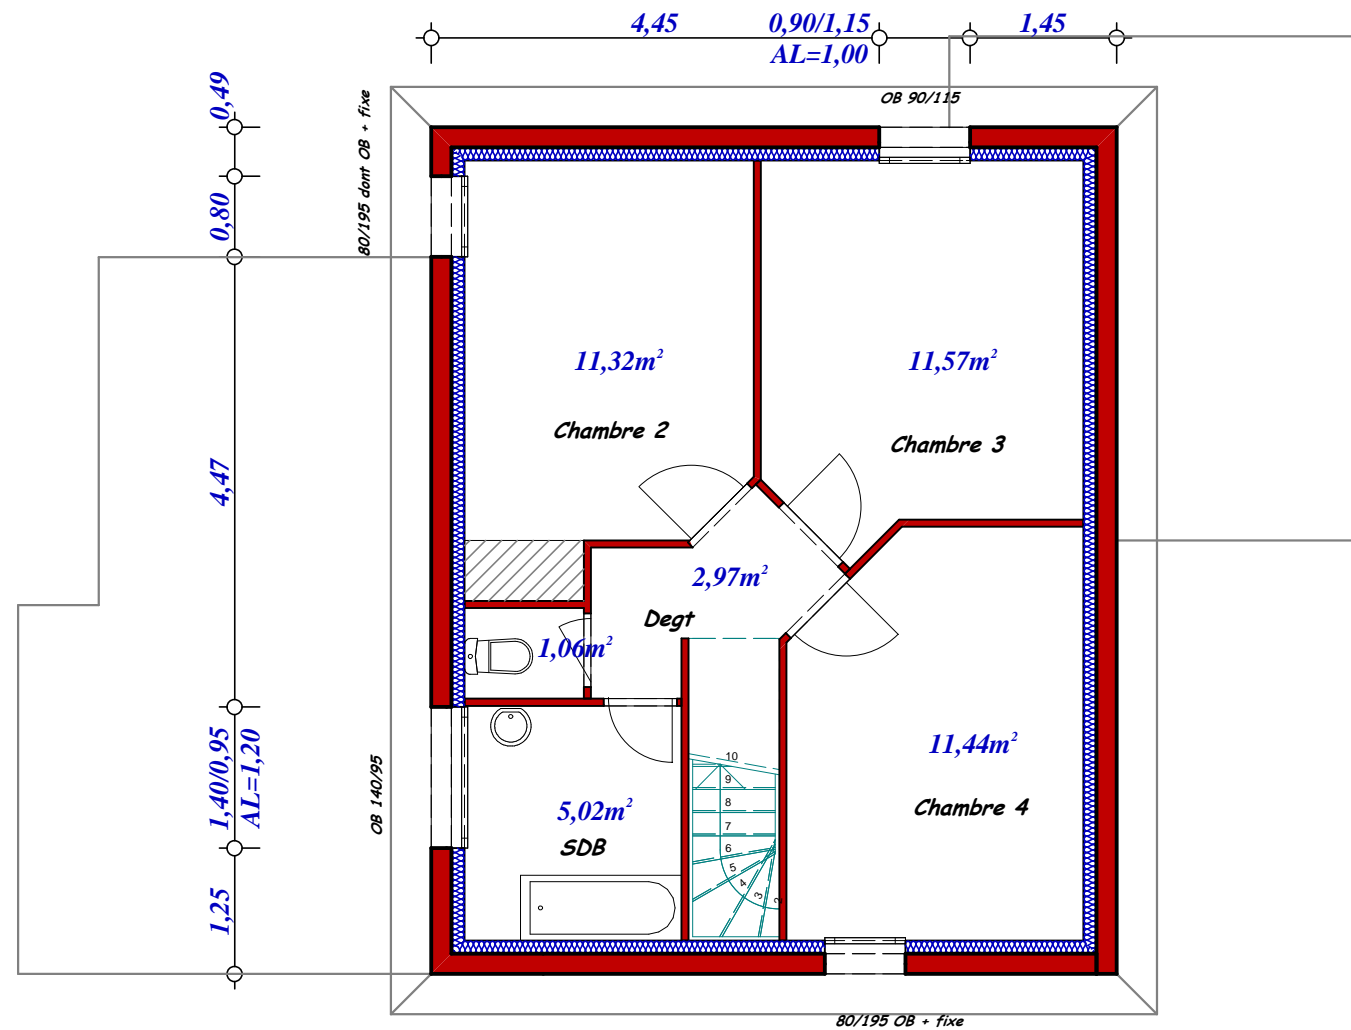 4,45
0,90/1,15
AL=1,00
1,45
OB 90/115
0,49
80/195 dont OB + fixe
0,80
4,47
11,32m²
Chambre 2
11,57m²
Chambre 3
2,97m²
Degt
1,06m²
1,40/0,95
AL=1,20
OB 140/95
5,02m²
SDB
10
9
8
7
6
5
4
3
2
11,44m²
Chambre 4
1,25
80/195 OB + fixe